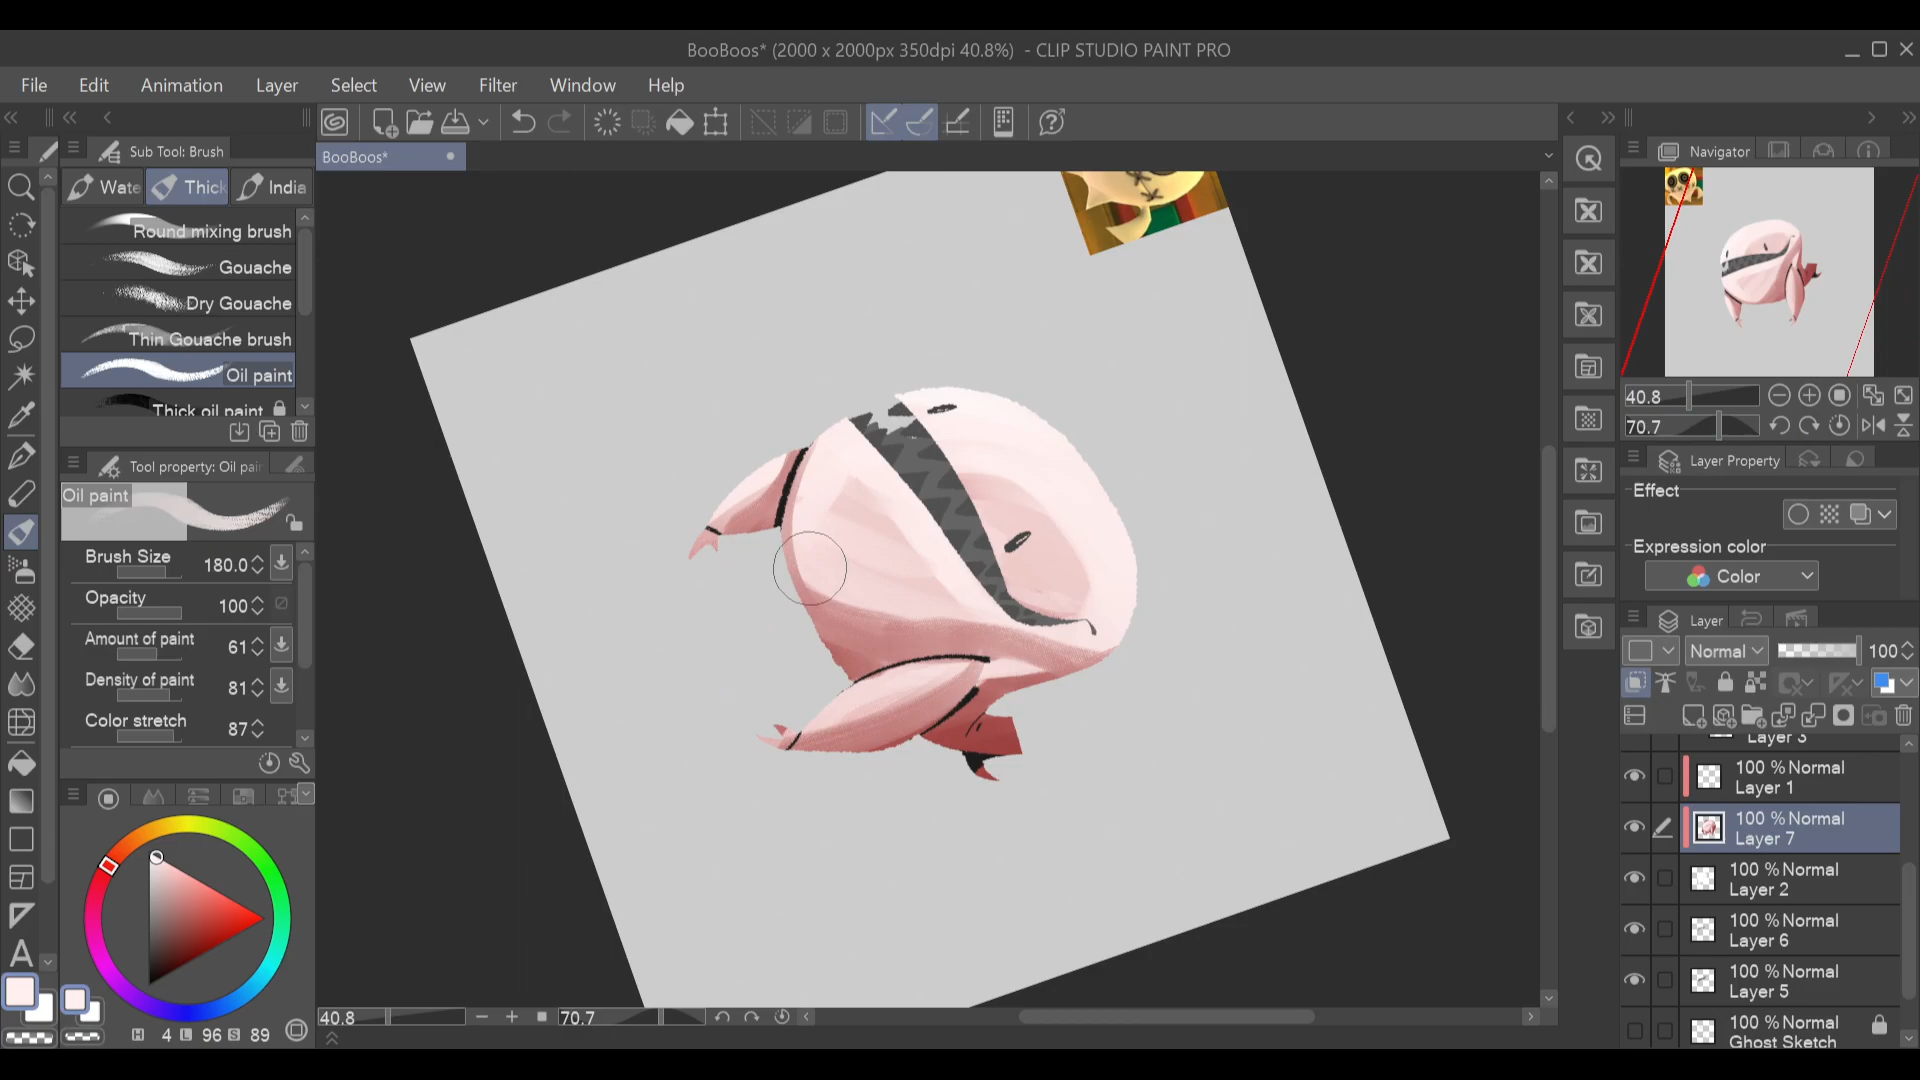 BooBoos* (2000 x 2000px 350dpi 40.8%) - CLIP STUDIO PAINT PRO
File Edit Animation Layer Select View Filter Window Help
BooBoos*
Sub Tool: Brush
Wate Thick India
Round mixing brush
Gouache
Dry Gouache
Thin Gouache brush
Oil paint
Thick oil paint
Tool property: Oil pai
Oil paint
Brush Size 180.0
Opacity 100
Amount of paint 61
Density of paint 81
Color stretch 87
H 4 L 96 S 89
A
40.8 70.7
Navigator
40.8
70.7
Layer Property
Effect
Expression color
Color
Layer
Normal 100
Layer 3
100 % Normal
Layer 1
100 % Normal
Layer 7
100 % Normal
Layer 2
100 % Normal
Layer 6
100 % Normal
Layer 5
100 % Normal
Ghost Sketch